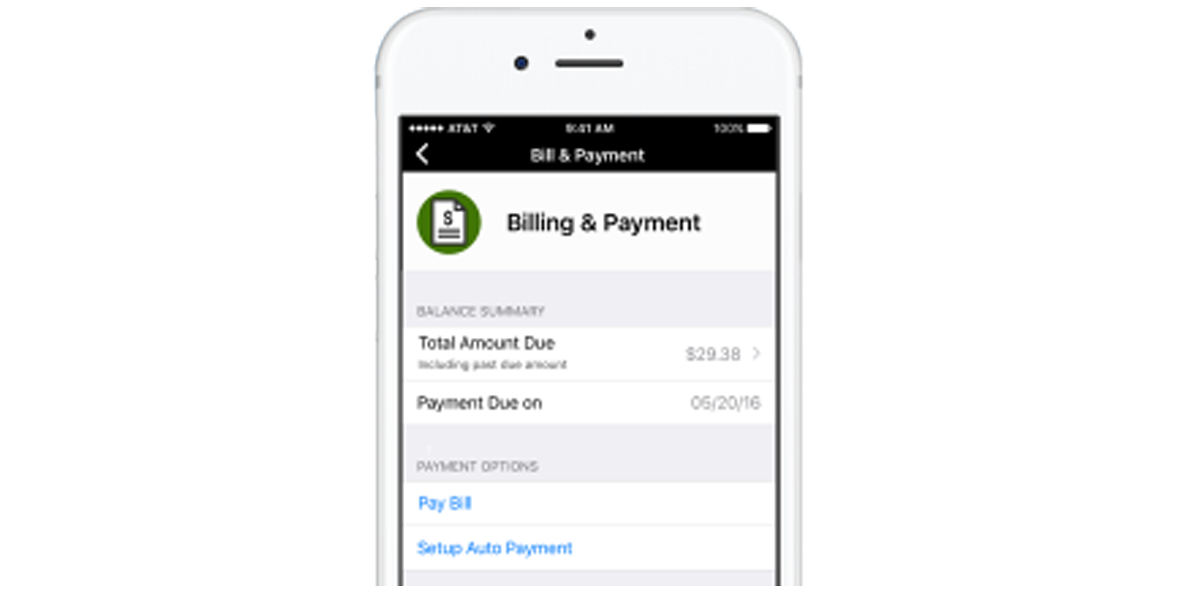 AT&T 9:41 AM 100%
Bill & Payment
$
Billing & Payment
BALANCE SUMMARY
Total Amount Due
Including past due amount
$29.38
Payment Due on
05/20/16
PAYMENT OPTIONS
Pay Bill
Setup Auto Payment